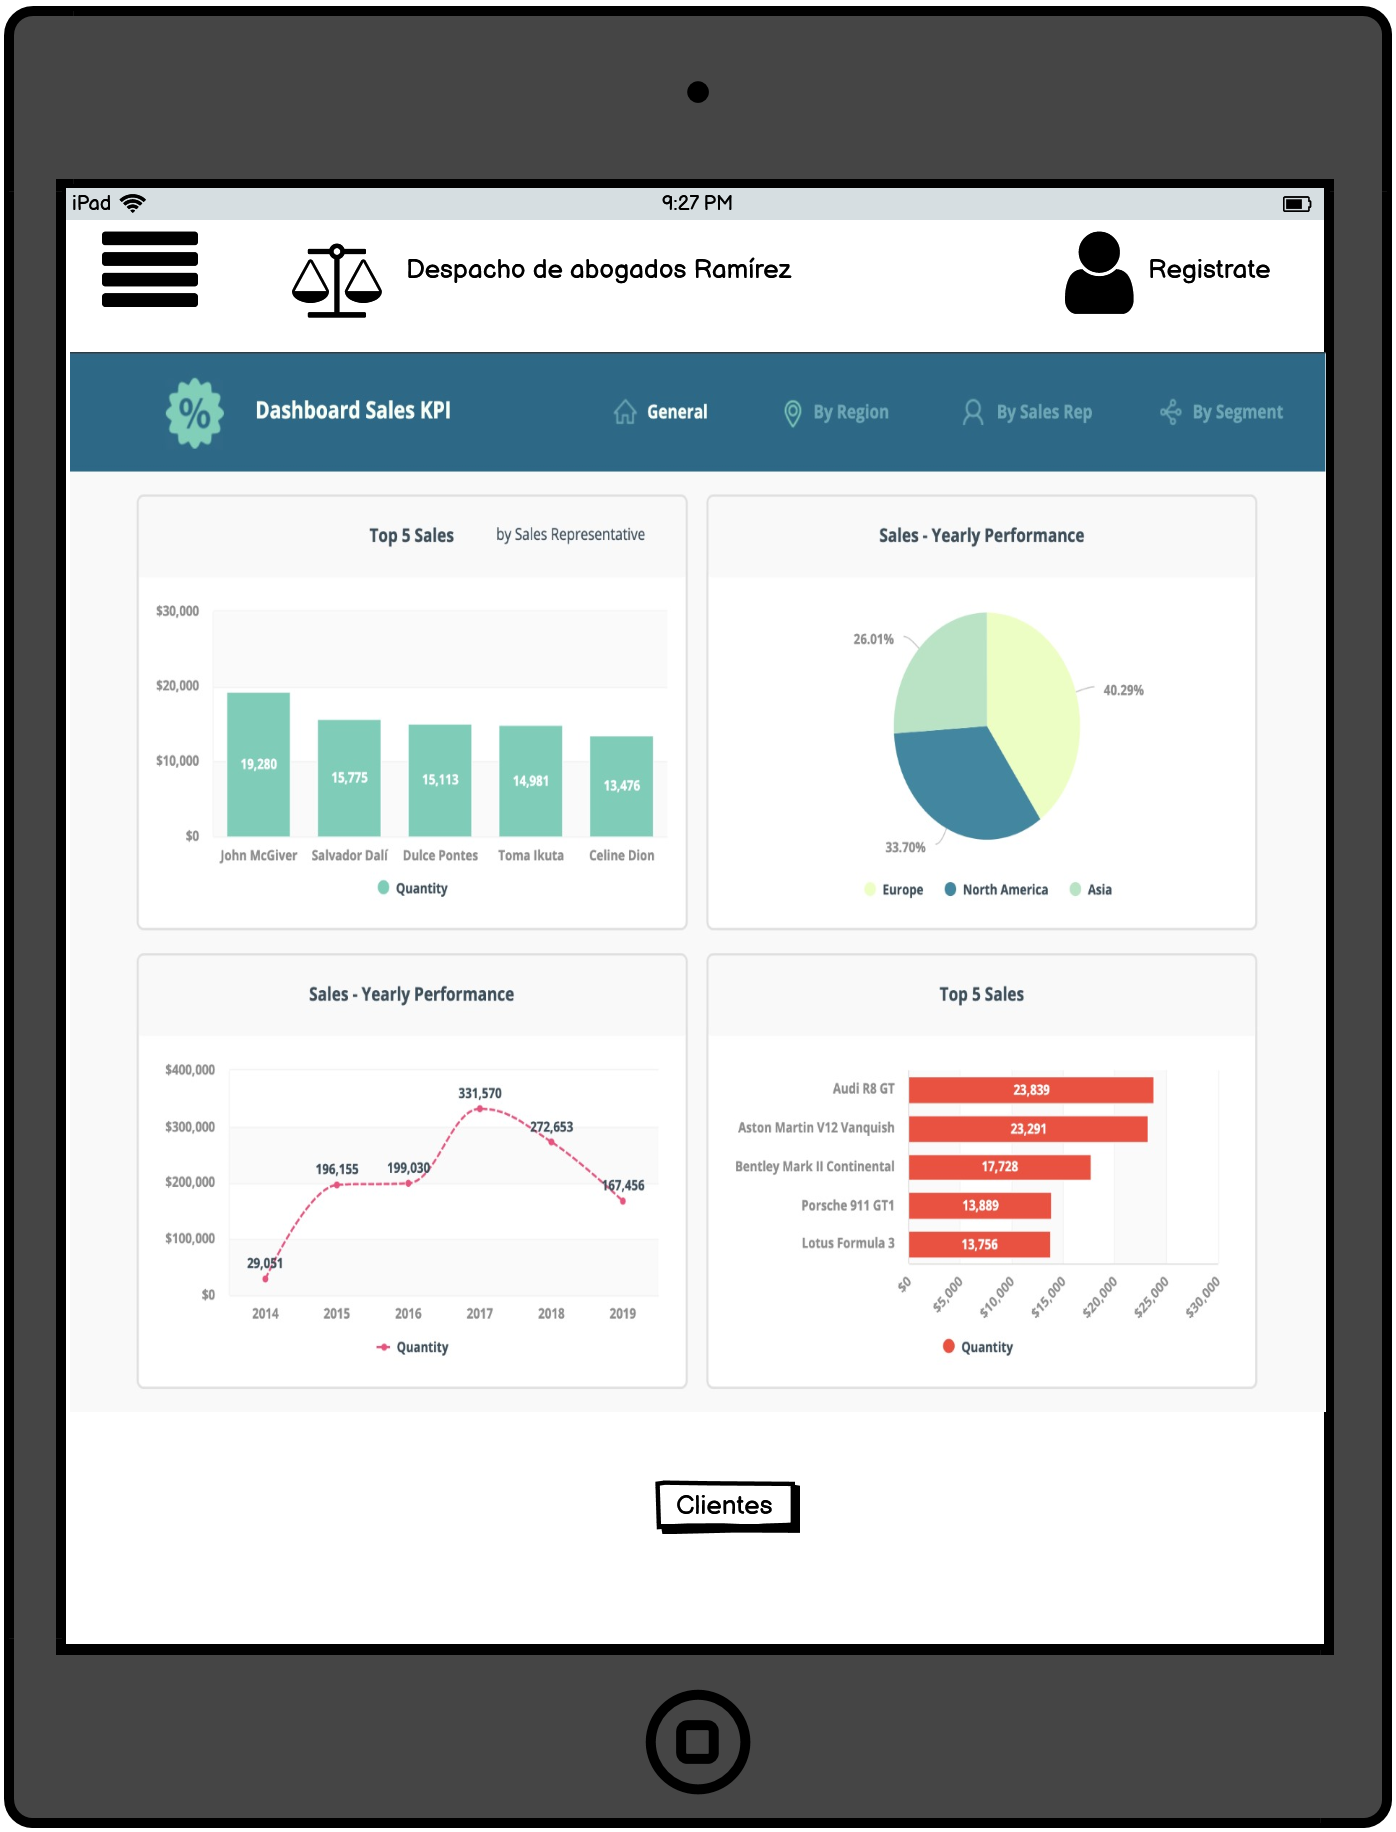 iPad
9:27 PM
Despacho de abogados Ramírez
Registrate
%
Dashboard Sales KPI
General
By Region
By Sales Rep
By Segment
Top 5 Sales
by Sales Representative
$30,000
$20,000
$10,000
$0
19,280
15,775
15,113
14,981
13,476
John McGiver
Salvador Dalí
Dulce Pontes
Toma Ikuta
Celine Dion
Quantity
Sales - Yearly Performance
26.01%
40.29%
33.70%
Europe
North America
Asia
Sales - Yearly Performance
$400,000
$300,000
$200,000
$100,000
$0
29,051
196,155
199,030
331,570
272,653
167,456
2014
2015
2016
2017
2018
2019
Quantity
Top 5 Sales
Audi R8 GT
23,839
Aston Martin V12 Vanquish
23,291
Bentley Mark II Continental
17,728
Porsche 911 GT1
13,889
Lotus Formula 3
13,756
$0
$5,000
$10,000
$15,000
$20,000
$25,000
$30,000
Quantity
Clientes